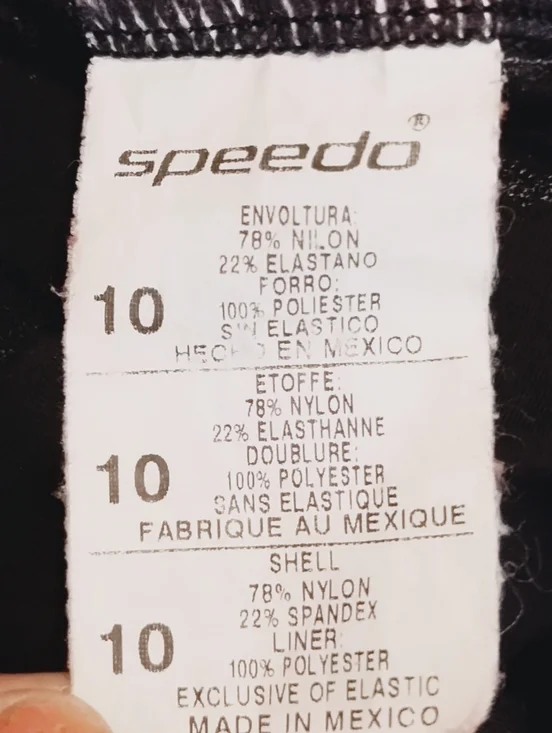 speedo®
ENVOLTURA:
78% NILON
22% ELASTANO
FORRO:
10
100% POLIESTER
SIN ELASTICO
HECHO EN MEXICO
ETOFFE:
78% NYLON
22% ELASTHANNE
DOUBLURE:
10
100% POLYESTER
SANS ELASTIQUE
FABRIQUE AU MEXIQUE
SHELL
78% NYLON
22% SPANDEX
LINER:
10
100% POLYESTER
EXCLUSIVE OF ELASTIC
MADE IN MEXICO